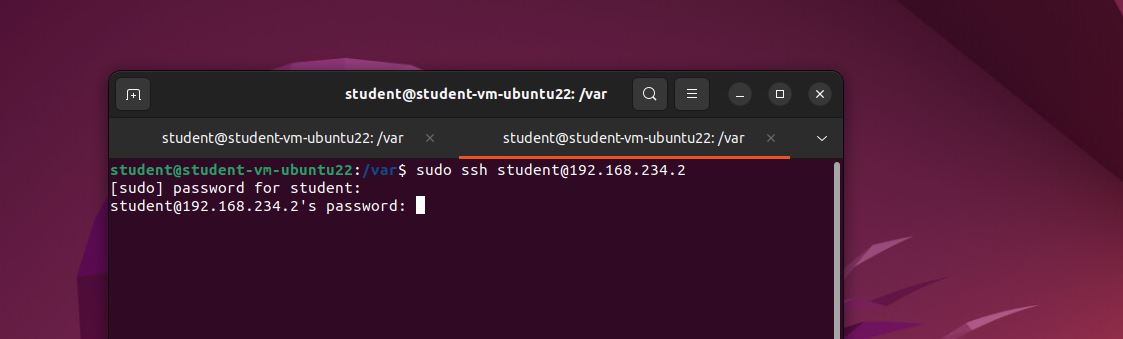 student@student-vm-ubuntu22: /var
student@student-vm-ubuntu22: /var
student@student-vm-ubuntu22: /var
student@student-vm-ubuntu22:/var$ sudo ssh student@192.168.234.2
[sudo] password for student:
student@192.168.234.2's password: